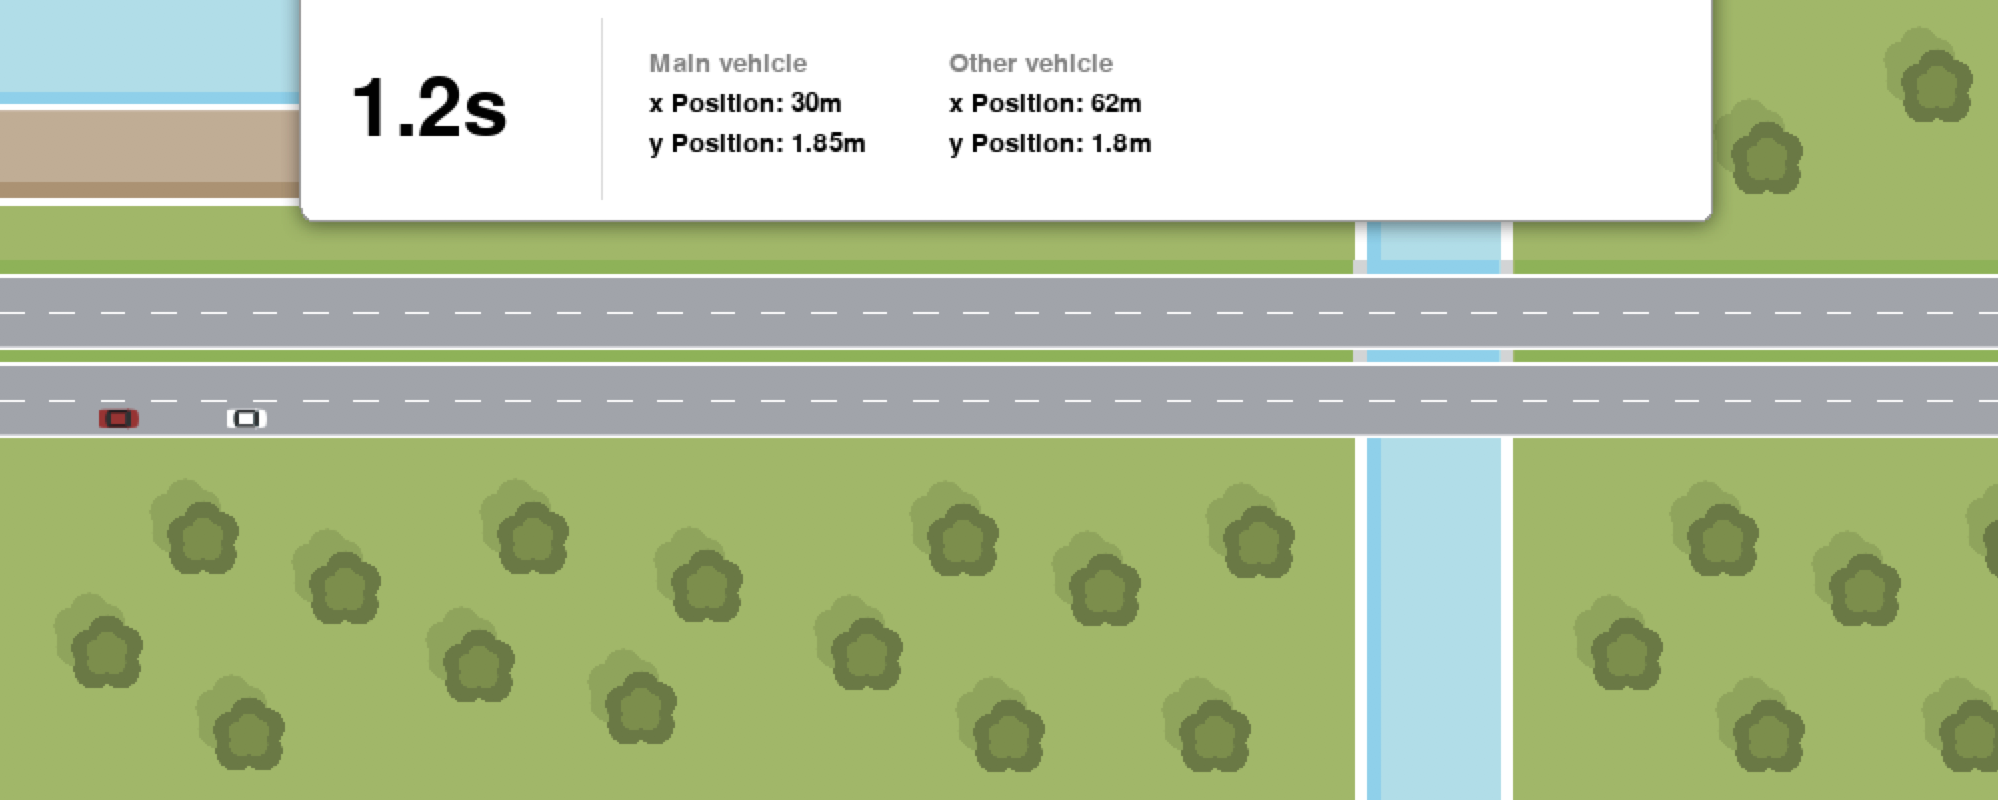 1.2s
Main vehicle
x Position: 30m
y Position: 1.85m
Other vehicle
x Position: 62m
y Position: 1.8m